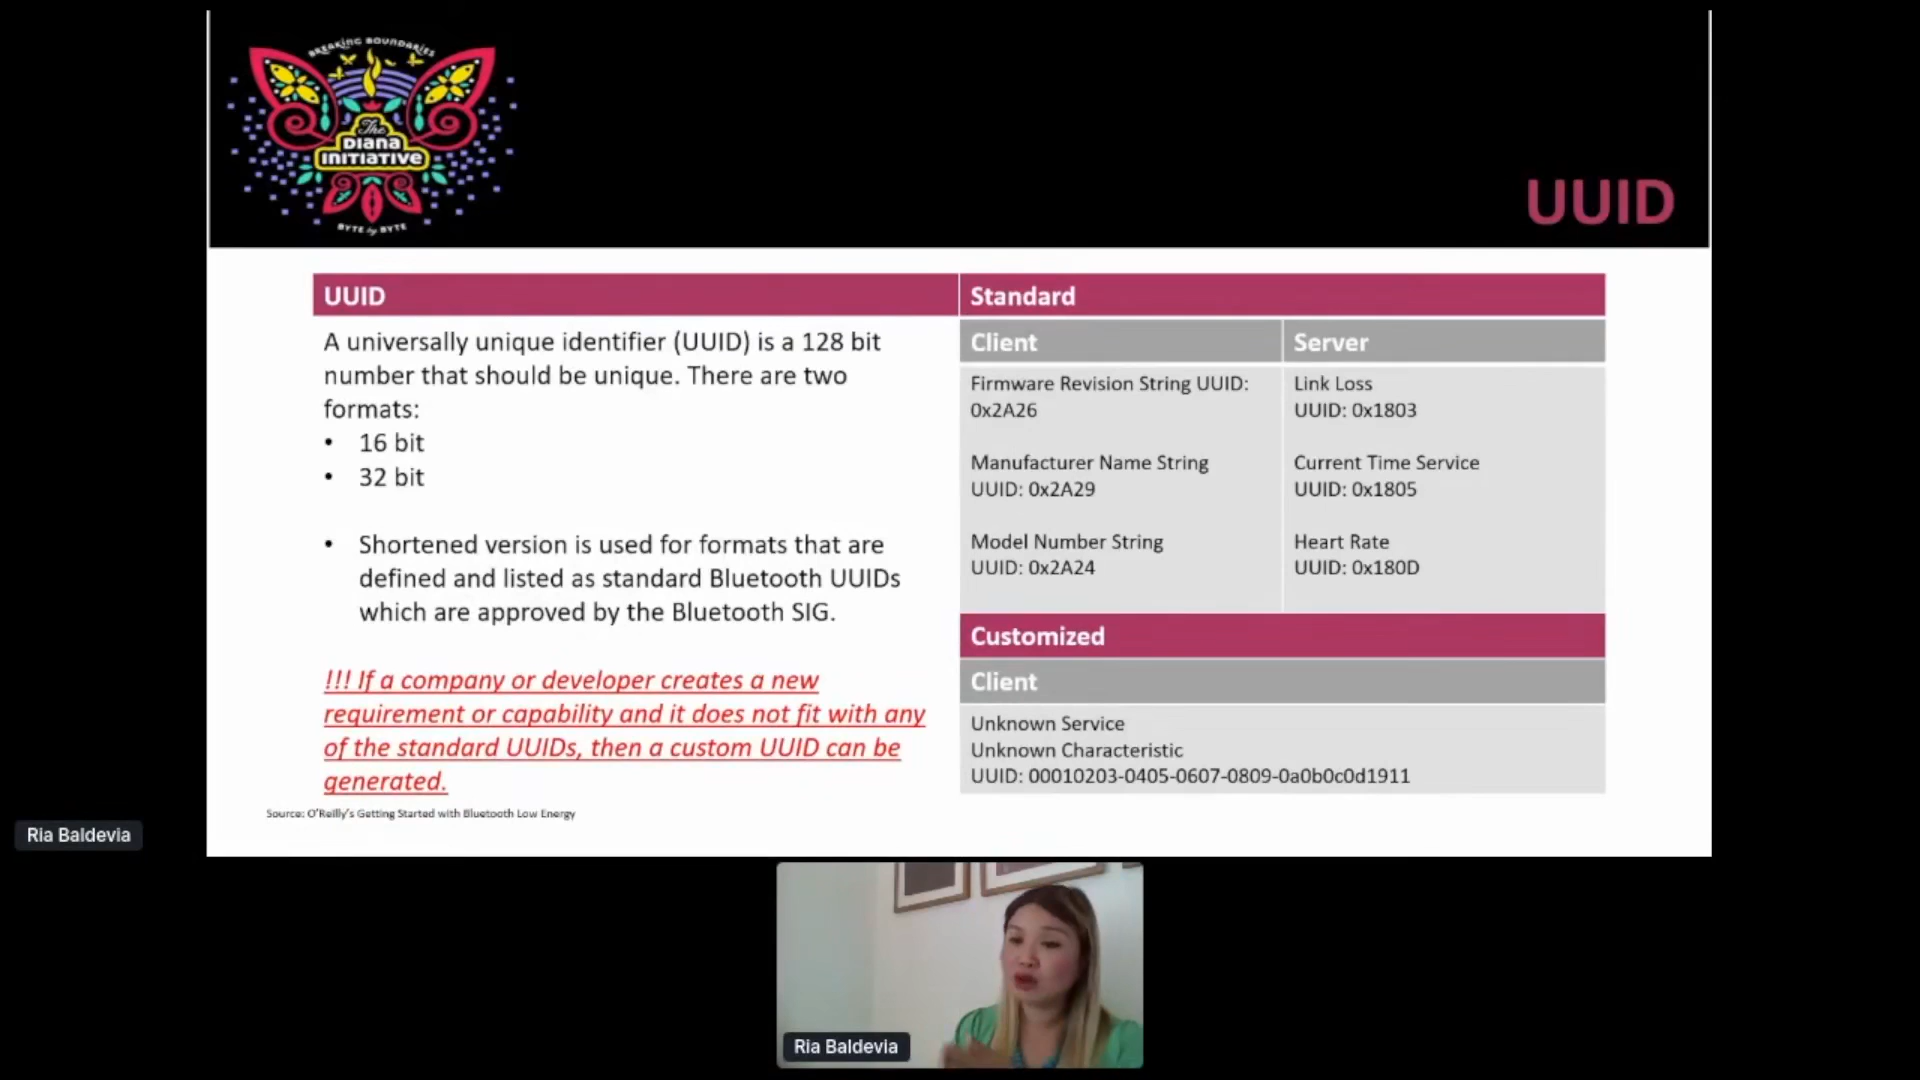 BREAKING BOUNDARIES
The
Diana
INITIATIVE
BYTE by BYTE
UUID
UUID
A universally unique identifier (UUID) is a 128 bit
number that should be unique. There are two
formats:
• 16 bit
• 32 bit
• Shortened version is used for formats that are
defined and listed as standard Bluetooth UUIDs
which are approved by the Bluetooth SIG.
!!! If a company or developer creates a new
requirement or capability and it does not fit with any
of the standard UUIDs, then a custom UUID can be
generated.
Source: O'Reilly's Getting Started with Bluetooth Low Energy
Standard
Client
Firmware Revision String UUID:
0x2A26
Manufacturer Name String
UUID: 0x2A29
Model Number String
UUID: 0x2A24
Server
Link Loss
UUID: 0x1803
Current Time Service
UUID: 0x1805
Heart Rate
UUID: 0x180D
Customized
Client
Unknown Service
Unknown Characteristic
UUID: 00010203-0405-0607-0809-0a0b0c0d1911
Ria Baldevia
Ria Baldevia